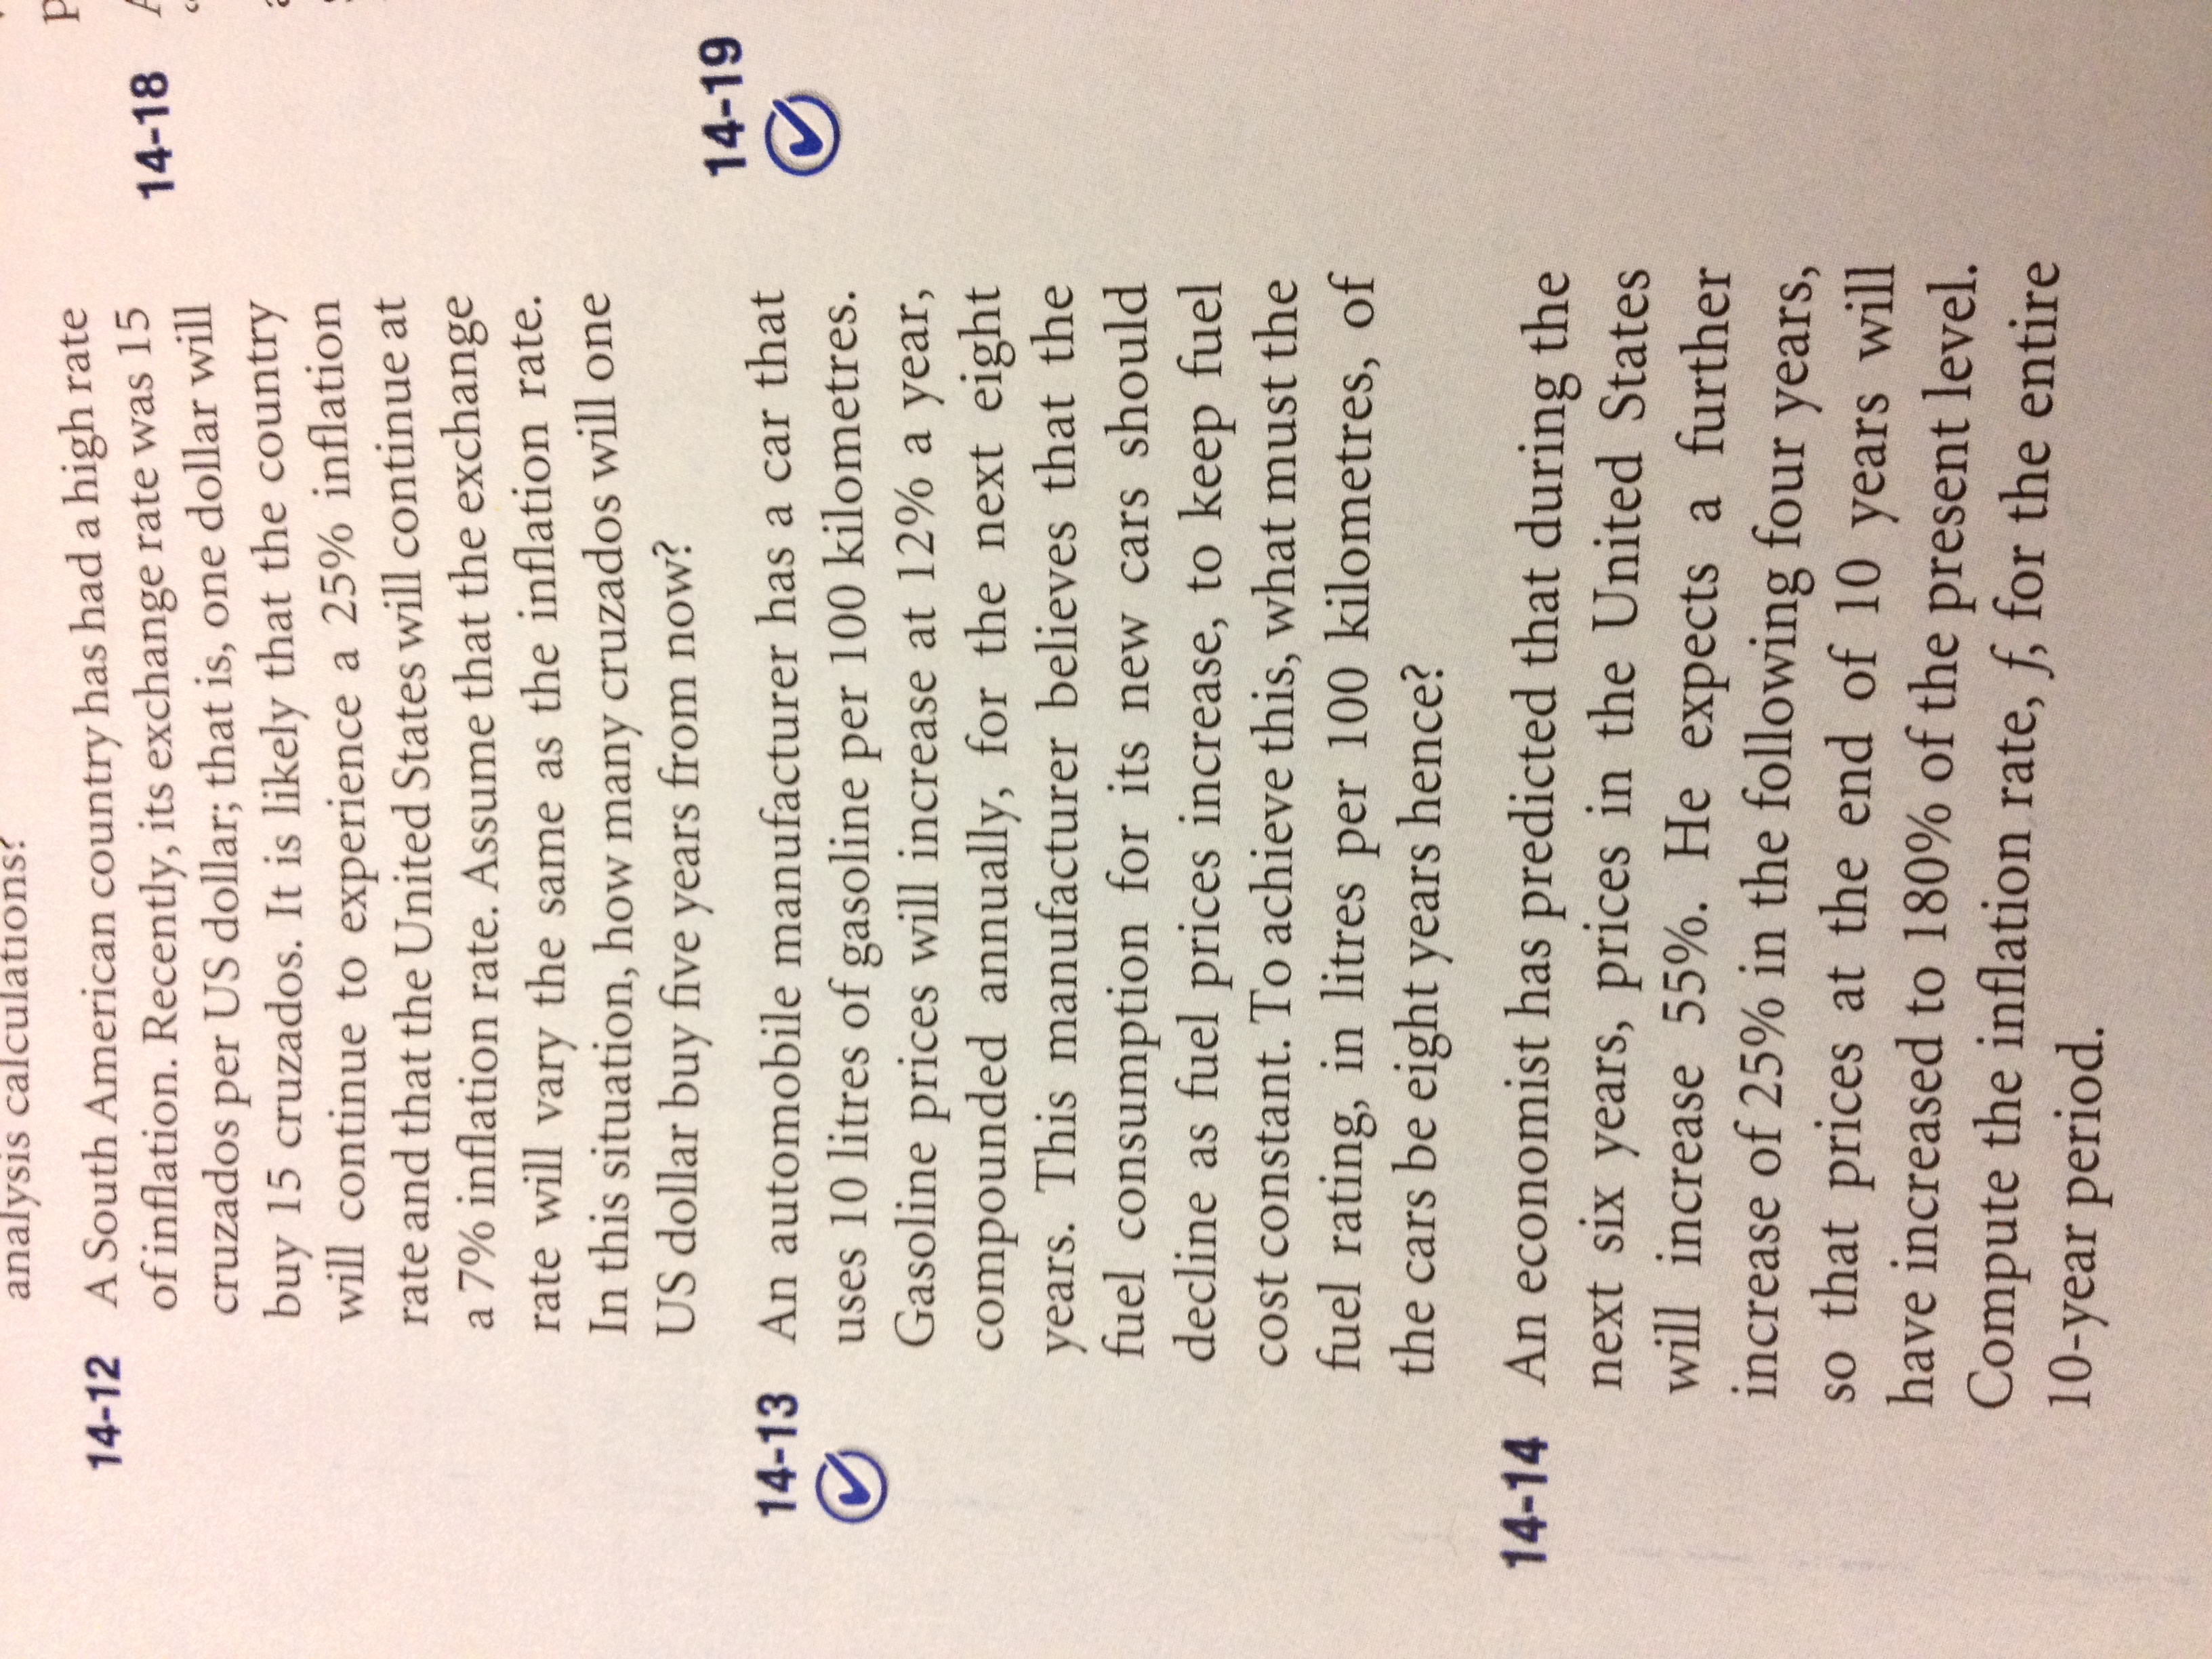 analysis calculations?
14-12 A South American country has had a high rate
of inflation. Recently, its exchange rate was 15
cruzados per US dollar; that is, one dollar will
buy 15 cruzados. It is likely that the country
will continue to experience a 25% inflation
rate and that the United States will continue at
a 7% inflation rate. Assume that the exchange
rate will vary the same as the inflation rate.
In this situation, how many cruzados will one
US dollar buy five years from now?
14-13 An automobile manufacturer has a car that
uses 10 litres of gasoline per 100 kilometres.
Gasoline prices will increase at 12% a year,
compounded annually, for the next eight
years. This manufacturer believes that the
fuel consumption for its new cars should
decline as fuel prices increase, to keep fuel
cost constant. To achieve this, what must the
fuel rating, in litres per 100 kilometres, of
the cars be eight years hence?
14-14 An economist has predicted that during the
next six years, prices in the United States
will increase 55%. He expects a further
increase of 25% in the following four years,
so that prices at the end of 10 years will
have increased to 180% of the present level.
Compute the inflation rate, f, for the entire
10-year period.
14-18
14-19